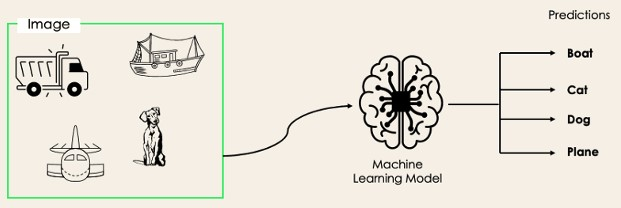 Image
Predictions
Boat
Cat
Dog
Plane
Machine
Learning Model